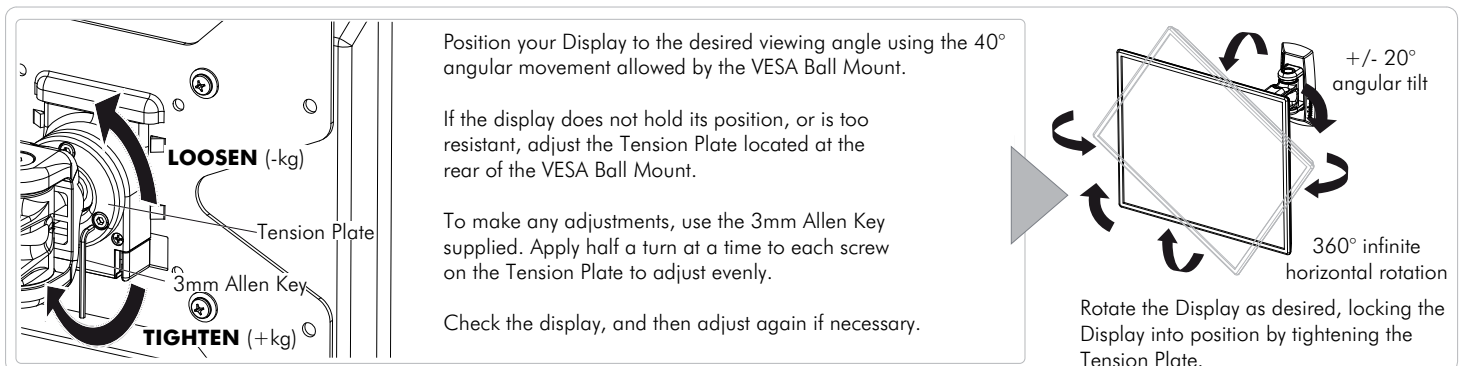 LOOSEN (-kg)
Tension Plate
3mm Allen Key
TIGHTEN (+kg)
Position your Display to the desired viewing angle using the 40°
angular movement allowed by the VESA Ball Mount.
If the display does not hold its position, or is too
resistant, adjust the Tension Plate located at the
rear of the VESA Ball Mount.
To make any adjustments, use the 3mm Allen Key
supplied. Apply half a turn at a time to each screw
on the Tension Plate to adjust evenly.
Check the display, and then adjust again if necessary.
+/- 20°
angular tilt
360° infinite
horizontal rotation
Rotate the Display as desired, locking the
Display into position by tightening the
Tension Plate.